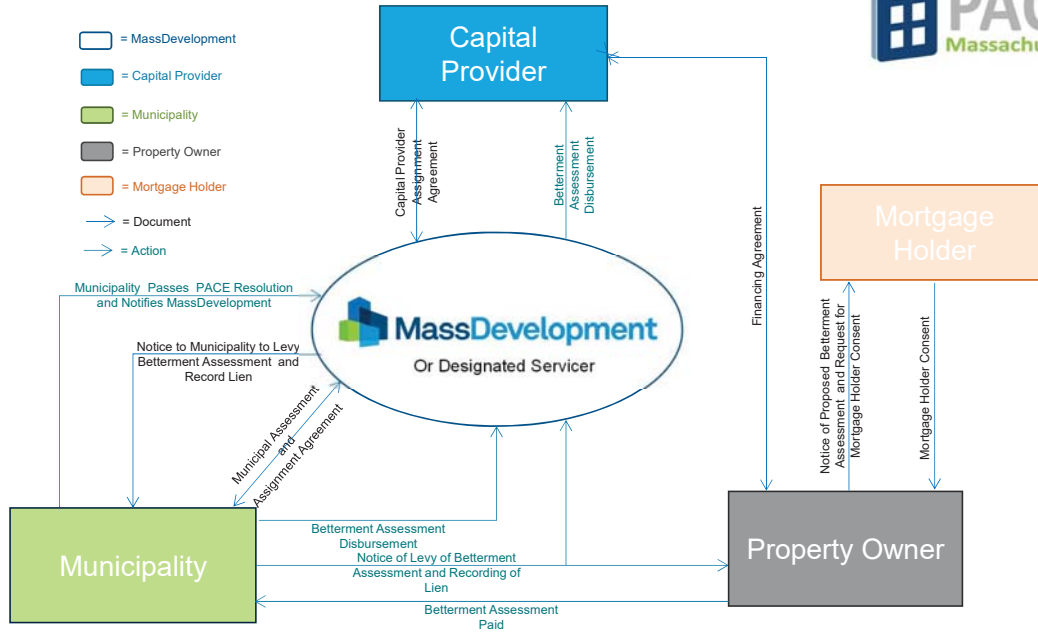 = MassDevelopment
= Capital Provider
= Municipality
= Property Owner
= Mortgage Holder
= Document
= Action
Capital
Provider
Massachu
Capital Provider
Assignment
Agreement
Betterment
Assessment
Disbursement
Mortgage
Holder
Municipality Passes PACE Resolution
and Notifies MassDevelopment
MassDevelopment
Or Designated Servicer
Notice to Municipality to Levy
Betterment Assessment and
Record Lien
Municipal Assessment
and
Assignment Agreement
Financing Agreement
Notice of Proposed Betterment
Assessment and Request for
Mortgage Holder Consent
Mortgage Holder Consent
Municipality
Betterment Assessment
Disbursement
Notice of Levy of Betterment
Assessment and Recording of
Lien
Betterment Assessment
Paid
Property Owner